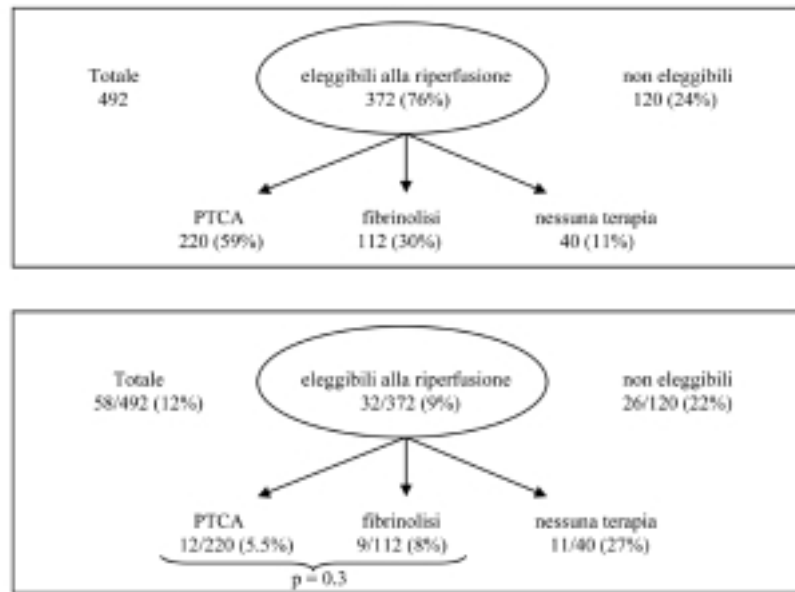 Totale eleggibili alla riperfusione non eleggibili
492 372 (76%) 120 (24%)
PTCA fibrinolisi nessuna terapia
220 (59%) 112 (30%) 40 (11%)
Totale eleggibili alla riperfusione non eleggibili
58/492 (12%) 32/372 (9%) 26/120 (22%)
PTCA fibrinolisi nessuna terapia
12/220 (5.5%) 9/112 (8%) 11/40 (27%)
p = 0.3